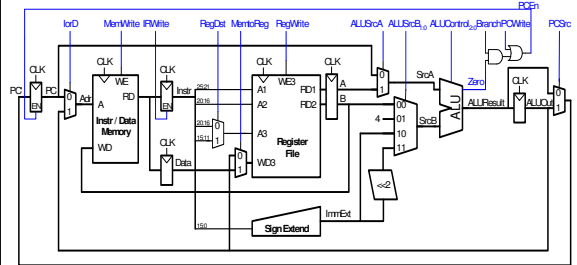 PCEn
IorD MemWrite IRWrite RegDst MemtoReg RegWrite ALUSrcA ALUSrcB1:0 ALUControl2:0 Branch PCWrite PCSrc
CLK CLK CLK CLK CLK CLK
PC EN PC' 0 1 Adr
WE
A RD
Instr / Data
Memory
WD
EN Instr
Data
25:21
20:16
20:16
15:11
0
1
0
1
WE3
A1 RD1
A2 RD2
A3
Register
File
WD3
A
B
0
1
SrcA
4
00
01
10
11
SrcB
ALU
Zero
ALUResult
ALUOut
0
1
<<2
15:0
ImmExt
Sign Extend